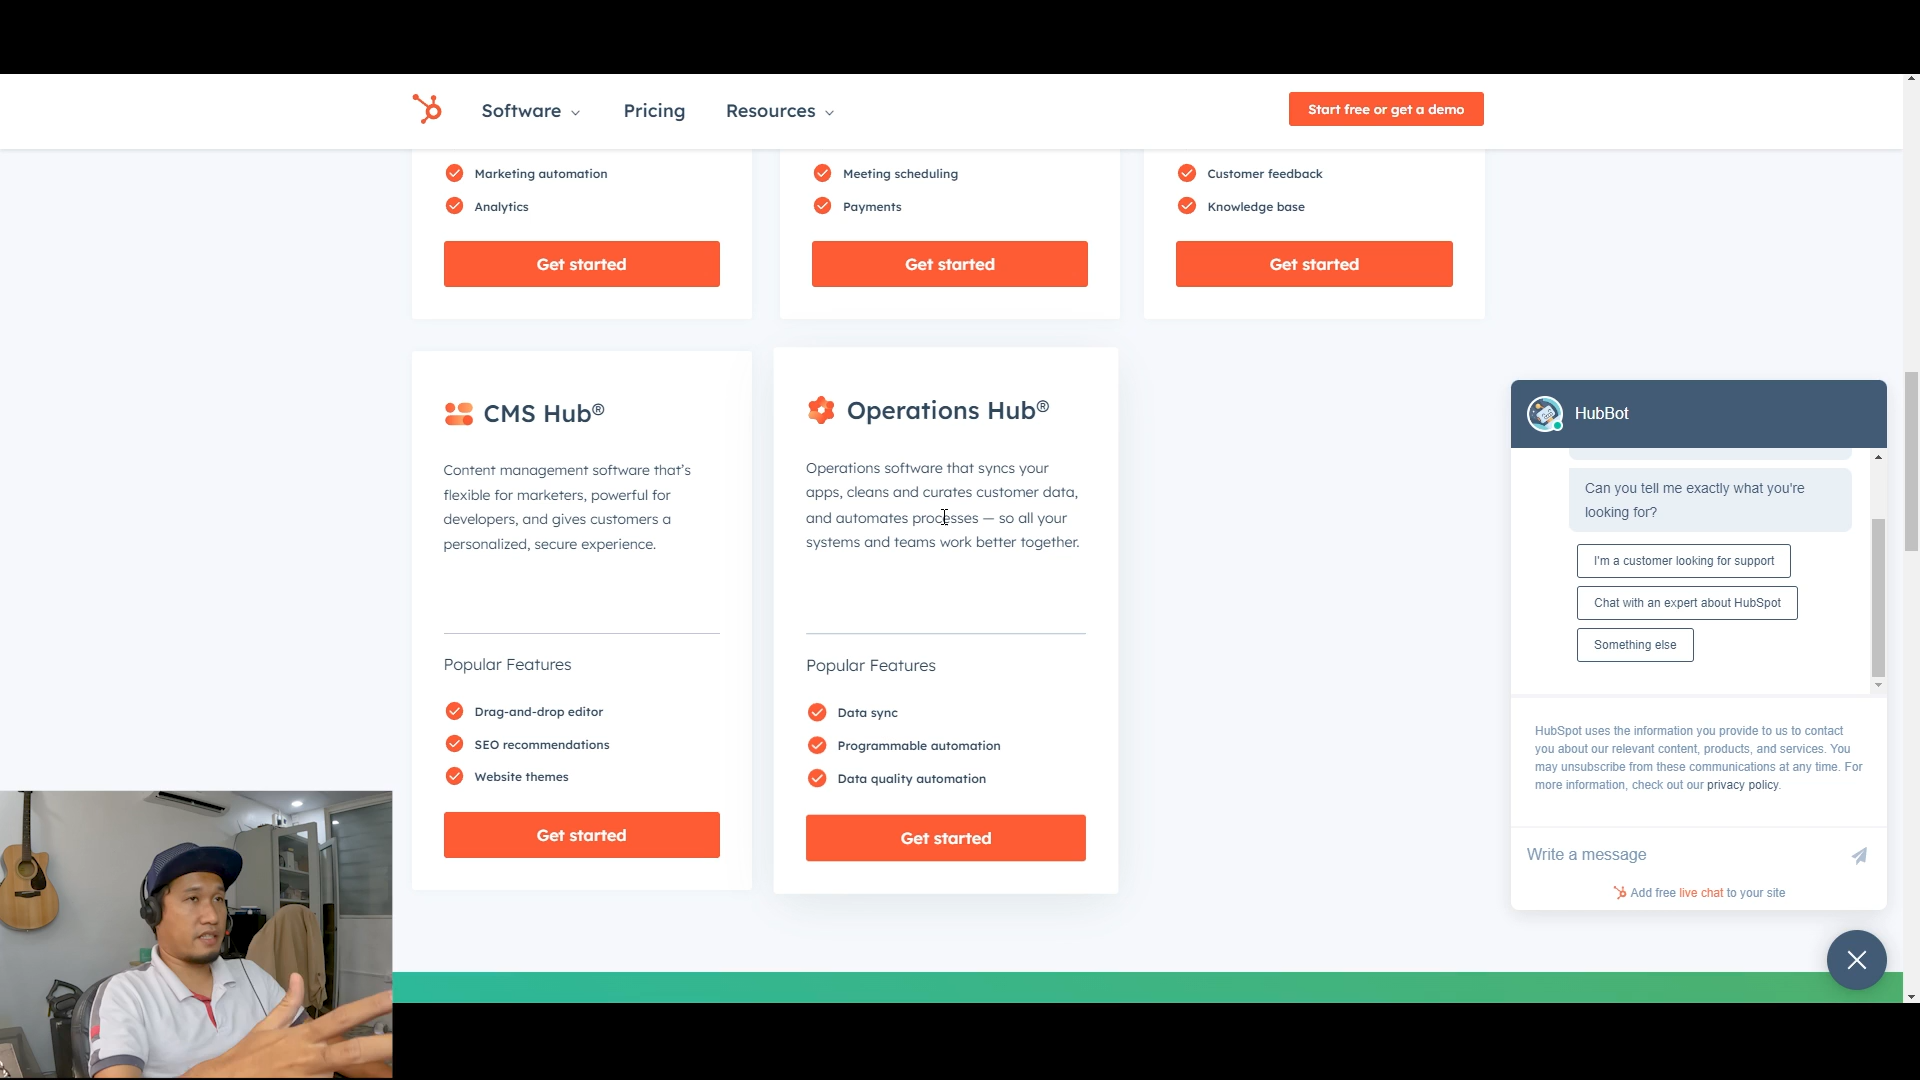 Software
Pricing
Resources
Start free or get a demo
Marketing automation
Analytics
Get started
Meeting scheduling
Payments
Get started
Customer feedback
Knowledge base
Get started
CMS Hub®
Content management software that's
flexible for marketers, powerful for
developers, and gives customers a
personalized, secure experience.
Popular Features
Drag-and-drop editor
SEO recommendations
Website themes
Get started
Operations Hub®
Operations software that syncs your
apps, cleans and curates customer data,
and automates processes — so all your
systems and teams work better together.
Popular Features
Data sync
Programmable automation
Data quality automation
Get started
HubBot
Can you tell me exactly what you're
looking for?
I'm a customer looking for support
Chat with an expert about HubSpot
Something else
HubSpot uses the information you provide to us to contact
you about our relevant content, products, and services. You
may unsubscribe from these communications at any time. For
more information, check out our privacy policy.
Write a message
Add free live chat to your site